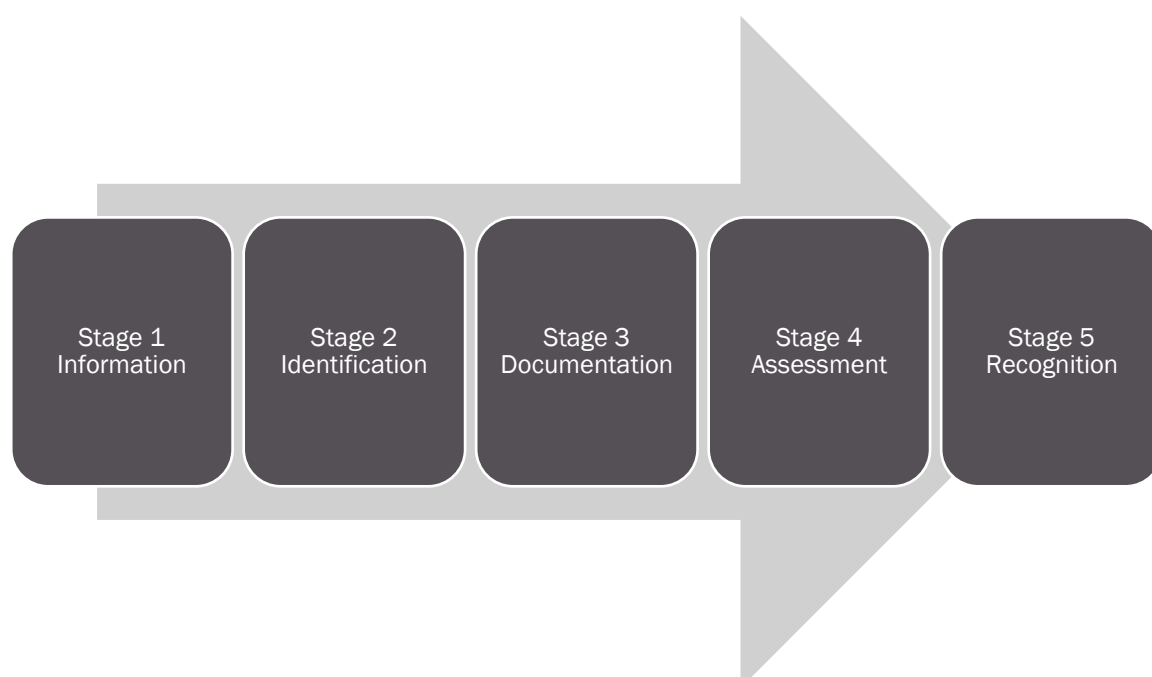 Stage 1
Information
Stage 2
Identification
Stage 3
Documentation
Stage 4
Assessment
Stage 5
Recognition